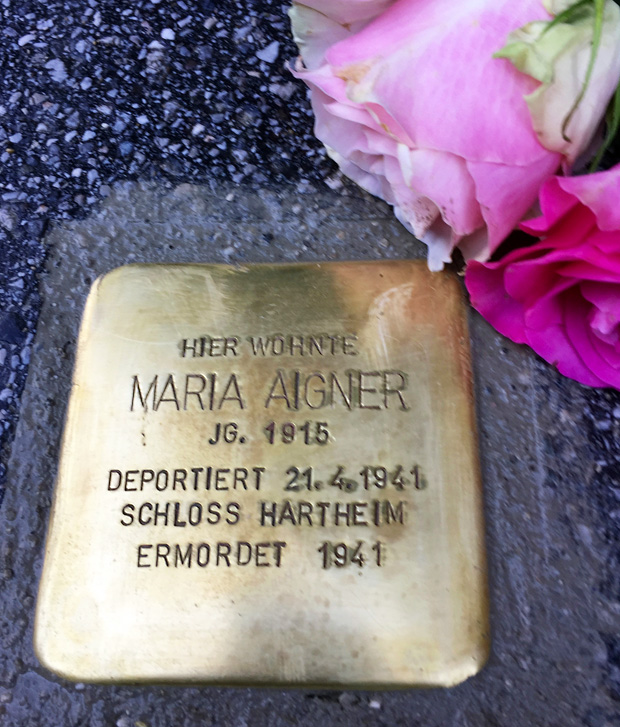 HIER WOHNTE
MARIA AIGNER
JG. 1915
DEPORTIERT 21.4.1941
SCHLOSS HARTHEIM
ERMORDET 1941